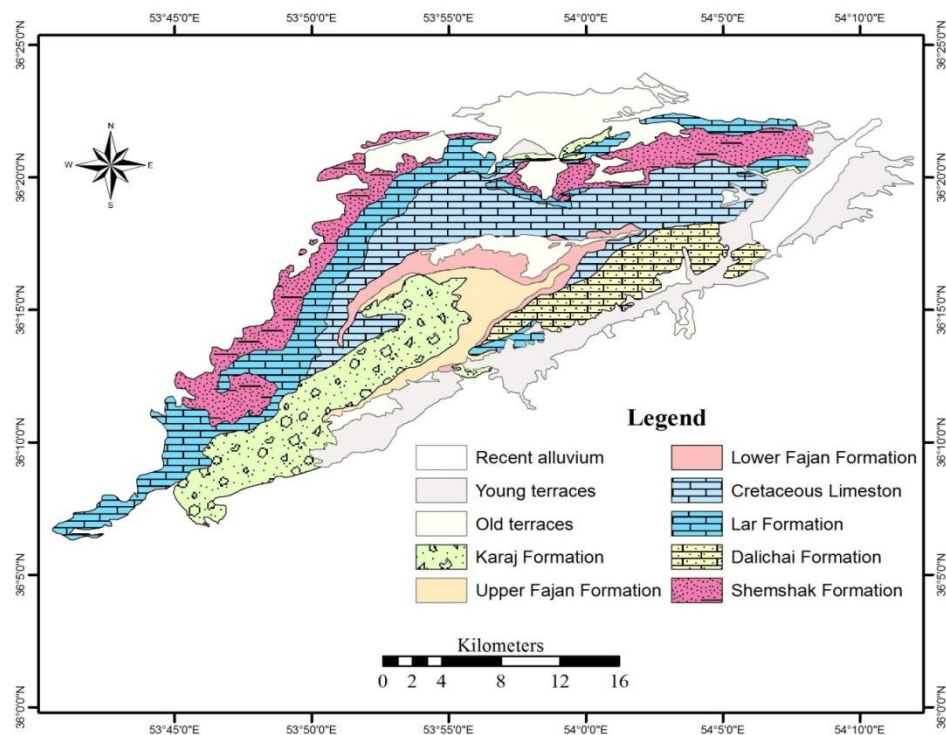 53°45'0"E 53°50'0"E 53°55'0"E 54°0'0"E 54°5'0"E 54°10'0"E
36°25'0"N 36°25'0"N
N
W E
S
36°20'0"N 36°20'0"N
36°15'0"N 36°15'0"N
Legend
36°10'0"N 36°10'0"N
Recent alluvium Lower Fajan Formation
Young terraces Cretaceous Limeston
Old terraces Lar Formation
Karaj Formation Dalichai Formation
Upper Fajan Formation Shemshak Formation
36°5'0"N 36°5'0"N
Kilometers
0 2 4 8 12 16
36°0'0"N 36°0'0"N
53°45'0"E 53°50'0"E 53°55'0"E 54°0'0"E 54°5'0"E 54°10'0"E